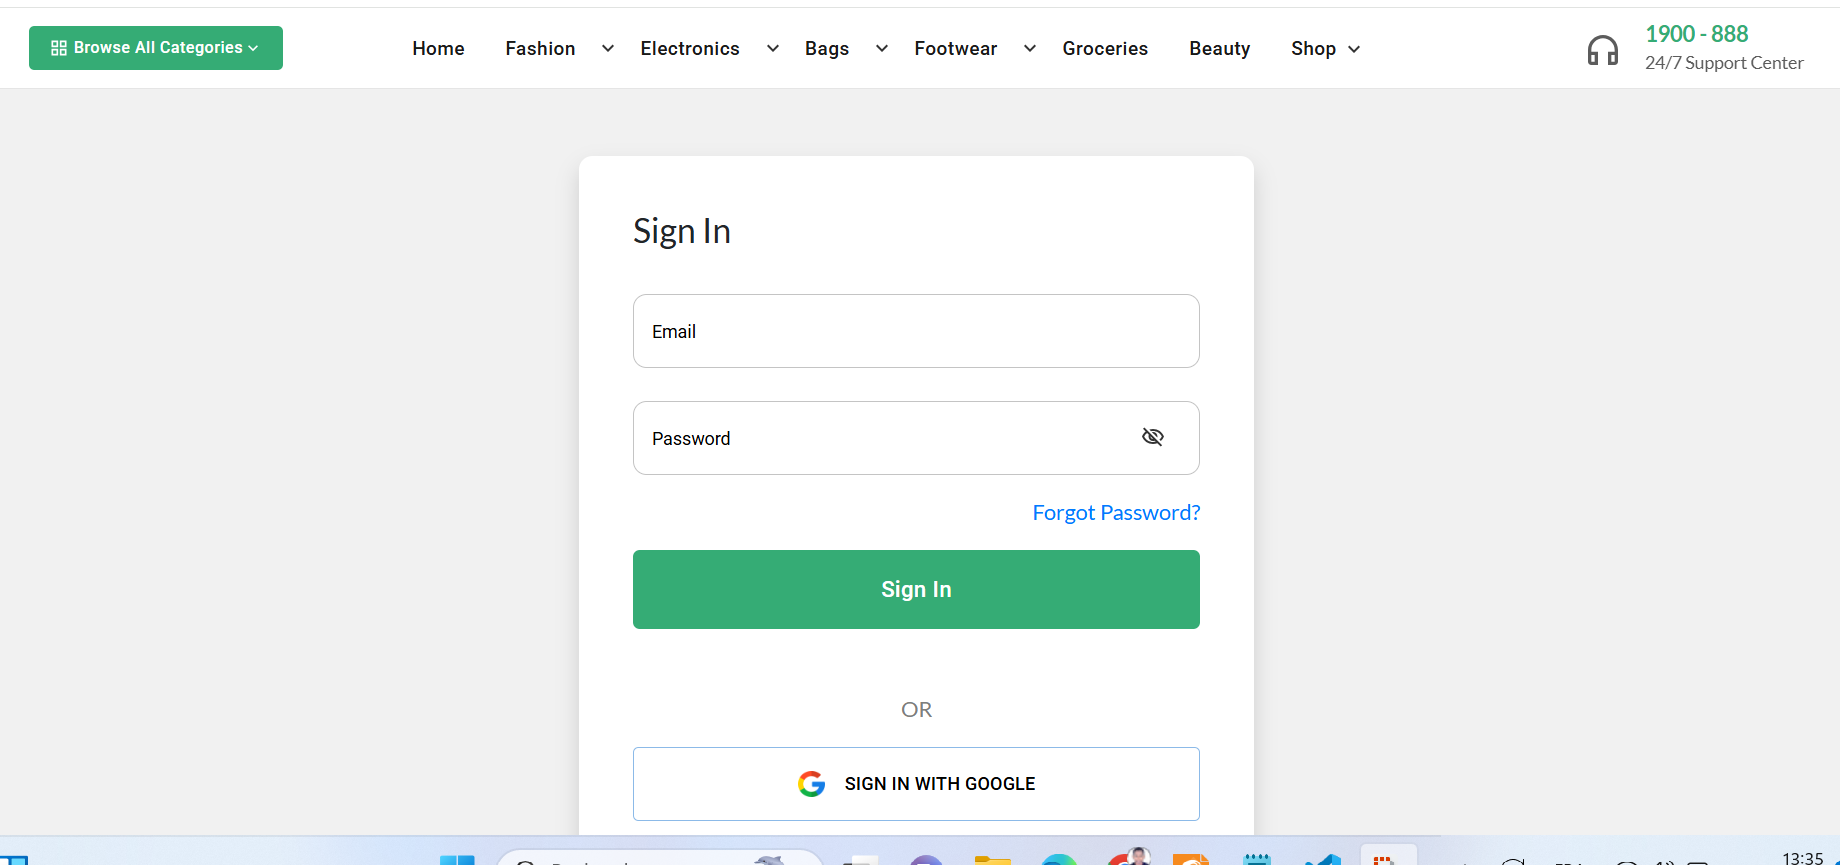 Browse All Categories
Home Fashion Electronics Bags Footwear Groceries Beauty Shop
1900 - 888
24/7 Support Center
Sign In
Email
Password
Forgot Password?
Sign In
OR
SIGN IN WITH GOOGLE
13:35